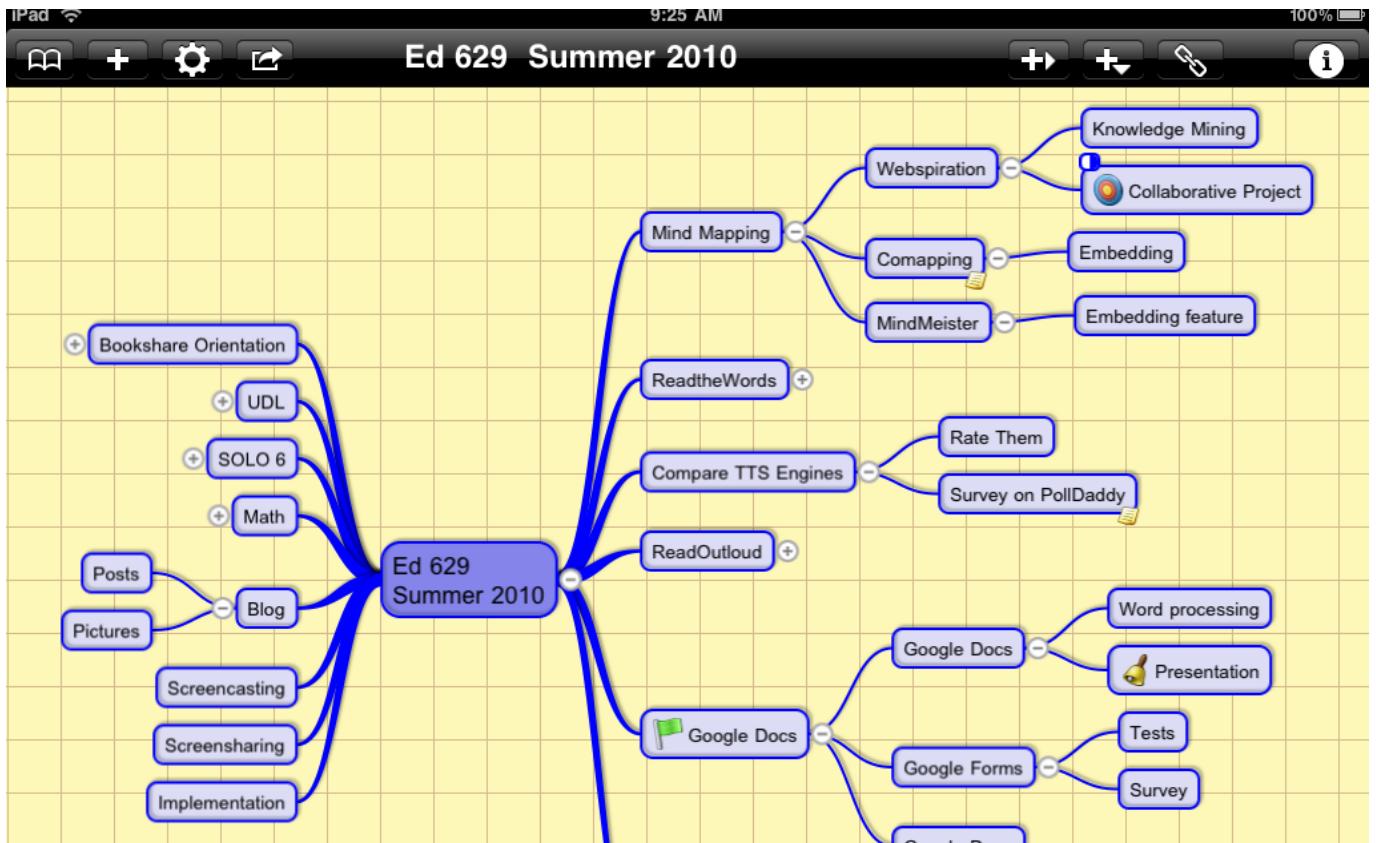 iPad
9:25 AM
100%
Ed 629 Summer 2010
Knowledge Mining
Webspiration
Collaborative Project
Mind Mapping
Comapping
Embedding
MindMeister
Embedding feature
Bookshare Orientation
ReadtheWords
UDL
Rate Them
SOLO 6
Compare TTS Engines
Survey on PollDaddy
Math
ReadOutloud
Ed 629
Summer 2010
Posts
Blog
Pictures
Word processing
Google Docs
Presentation
Screencasting
Google Docs
Tests
Screensharing
Google Forms
Survey
Implementation